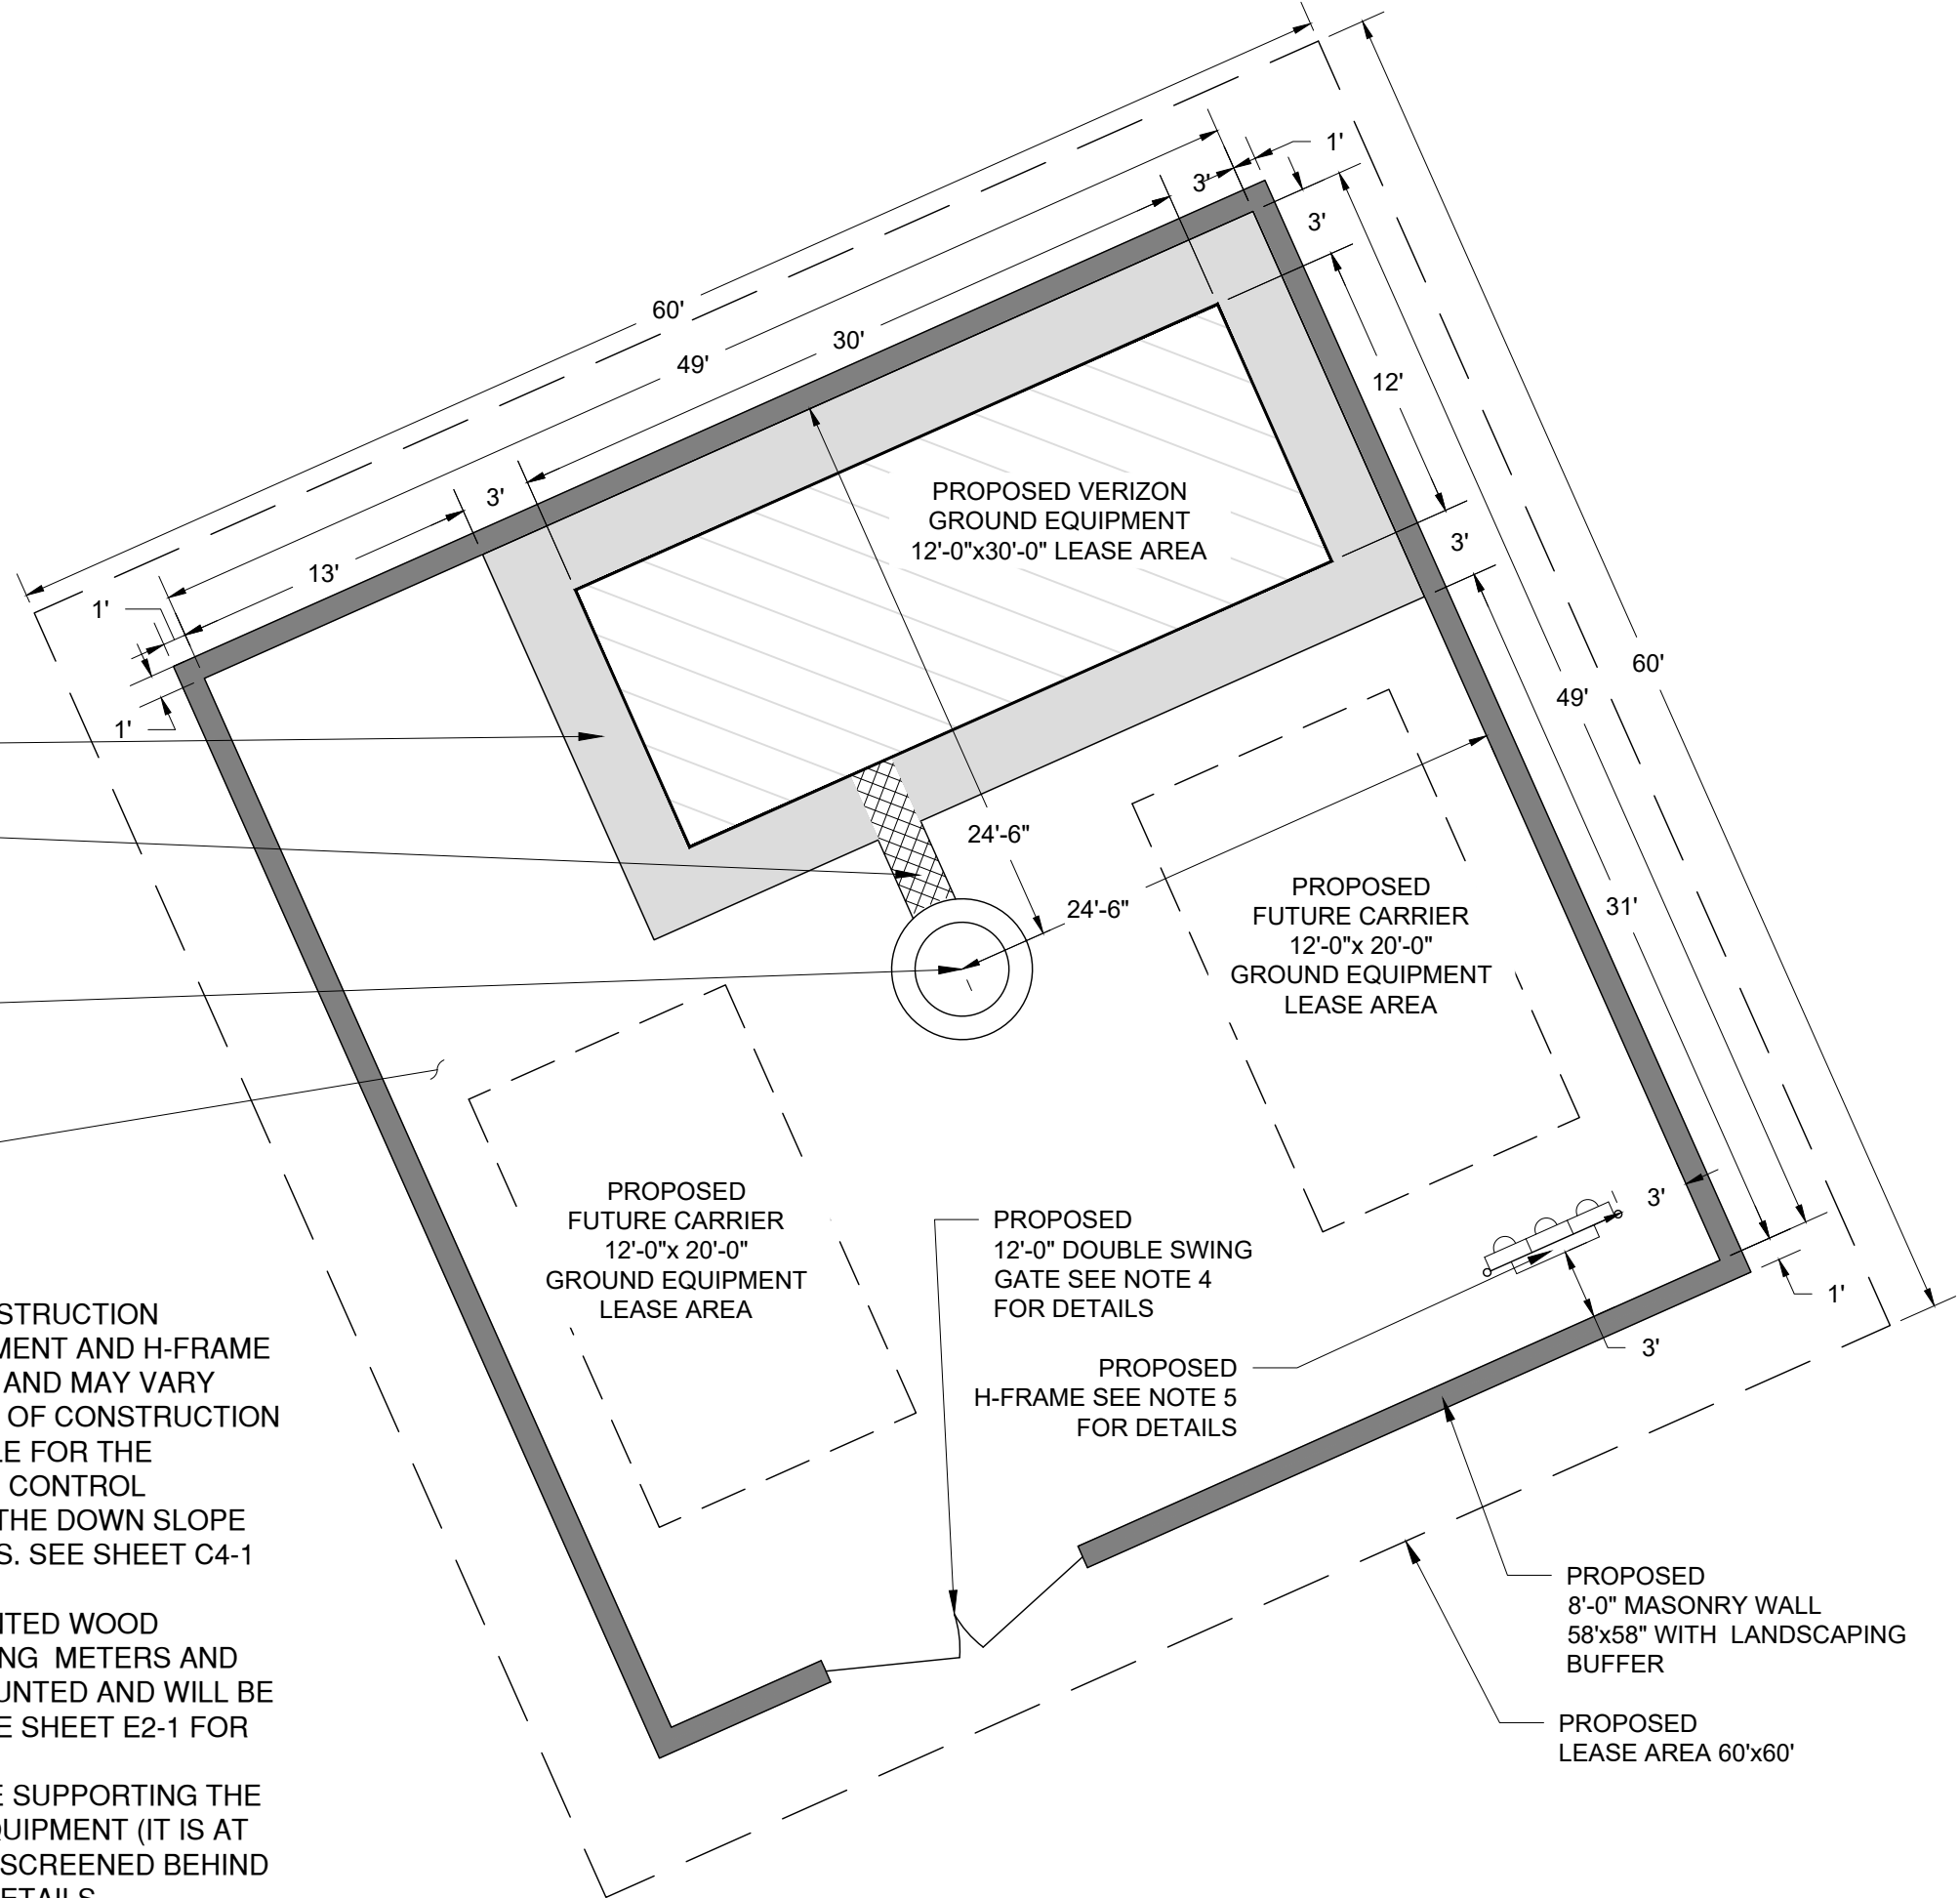 60'
49'
30'
3'
1'
3'
12'
3'
3'
13'
1'
1'
60'
49'
31'
PROPOSED VERIZON
GROUND EQUIPMENT
12'-0"x30'-0" LEASE AREA
24'-6"
24'-6"
PROPOSED
FUTURE CARRIER
12'-0"x 20'-0"
GROUND EQUIPMENT
LEASE AREA
PROPOSED
FUTURE CARRIER
12'-0"x 20'-0"
GROUND EQUIPMENT
LEASE AREA
PROPOSED
12'-0" DOUBLE SWING
GATE SEE NOTE 4
FOR DETAILS
3'
1'
3'
PROPOSED
H-FRAME SEE NOTE 5
FOR DETAILS
PROPOSED
8'-0" MASONRY WALL
58'x58" WITH LANDSCAPING
BUFFER
PROPOSED
LEASE AREA 60'x60'
STRUCTION
MENT AND H-FRAME
AND MAY VARY
OF CONSTRUCTION
LE FOR THE
CONTROL
THE DOWN SLOPE
S. SEE SHEET C4-1
NTED WOOD
NG METERS AND
UNTED AND WILL BE
E SHEET E2-1 FOR
E SUPPORTING THE
QUIPMENT (IT IS AT
SCREENED BEHIND